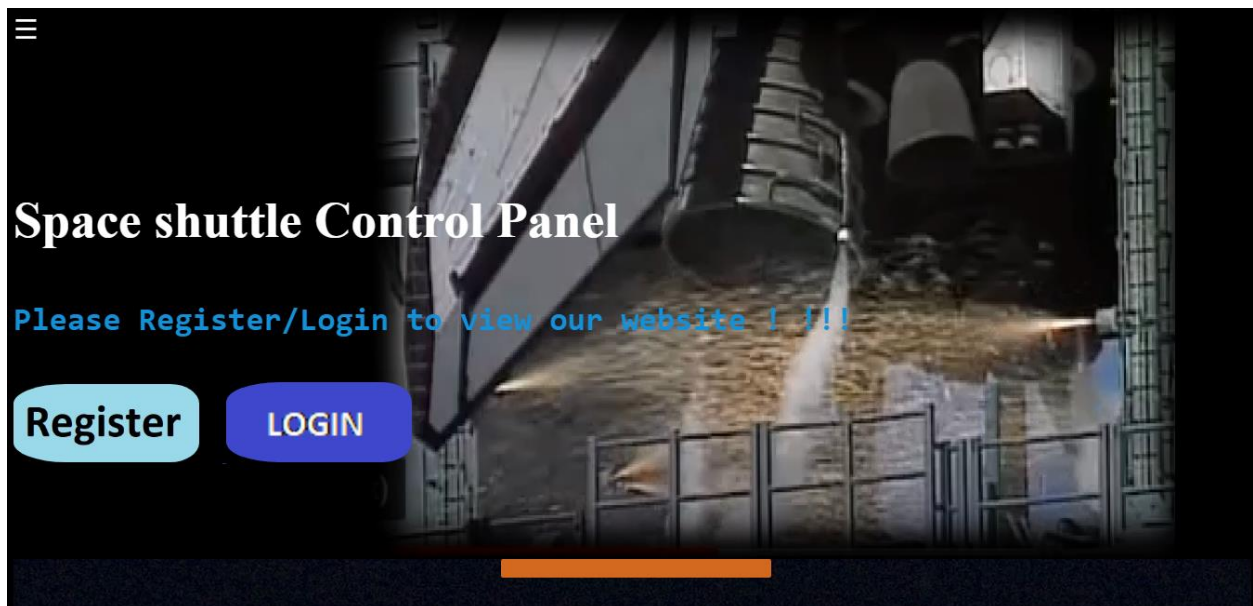 Space shuttle Control Panel
Please Register/Login to view our website ! !!!
Register LOGIN